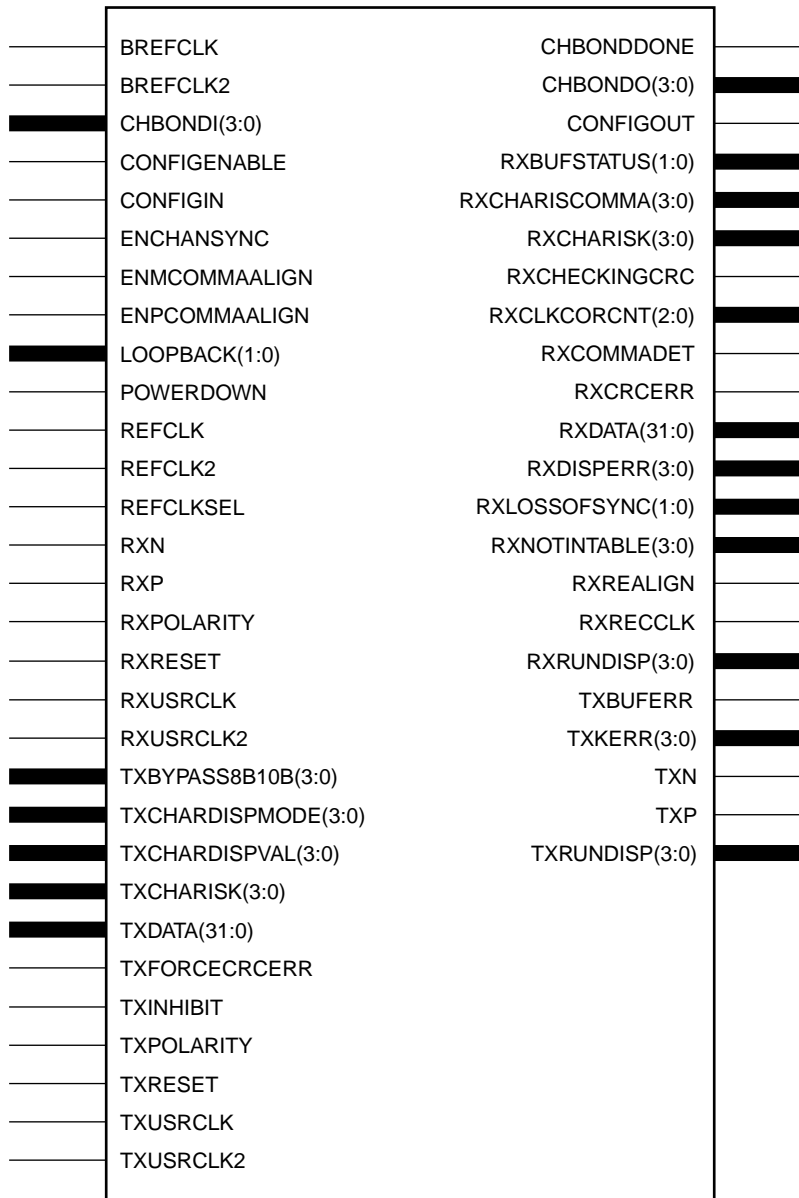 BREFCLK
BREFCLK2
CHBONDI(3:0)
CONFIGENABLE
CONFIGIN
ENCHANSYNC
ENMCOMMAALIGN
ENPCOMMAALIGN
LOOPBACK(1:0)
POWERDOWN
REFCLK
REFCLK2
REFCLKSEL
RXN
RXP
RXPOLARITY
RXRESET
RXUSRCLK
RXUSRCLK2
TXBYPASS8B10B(3:0)
TXCHARDISPMODE(3:0)
TXCHARDISPVAL(3:0)
TXCHARISK(3:0)
TXDATA(31:0)
TXFORCECRCERR
TXINHIBIT
TXPOLARITY
TXRESET
TXUSRCLK
TXUSRCLK2
CHBONDDONE
CHBONDO(3:0)
CONFIGOUT
RXBUFSTATUS(1:0)
RXCHARISCOMMA(3:0)
RXCHARISK(3:0)
RXCHECKINGCRC
RXCLKCORCNT(2:0)
RXCOMMADET
RXCRCERR
RXDATA(31:0)
RXDISPERR(3:0)
RXLOSSOFSYNC(1:0)
RXNOTINTABLE(3:0)
RXREALIGN
RXRECCLK
RXRUNDISP(3:0)
TXBUFERR
TXKERR(3:0)
TXN
TXP
TXRUNDISP(3:0)